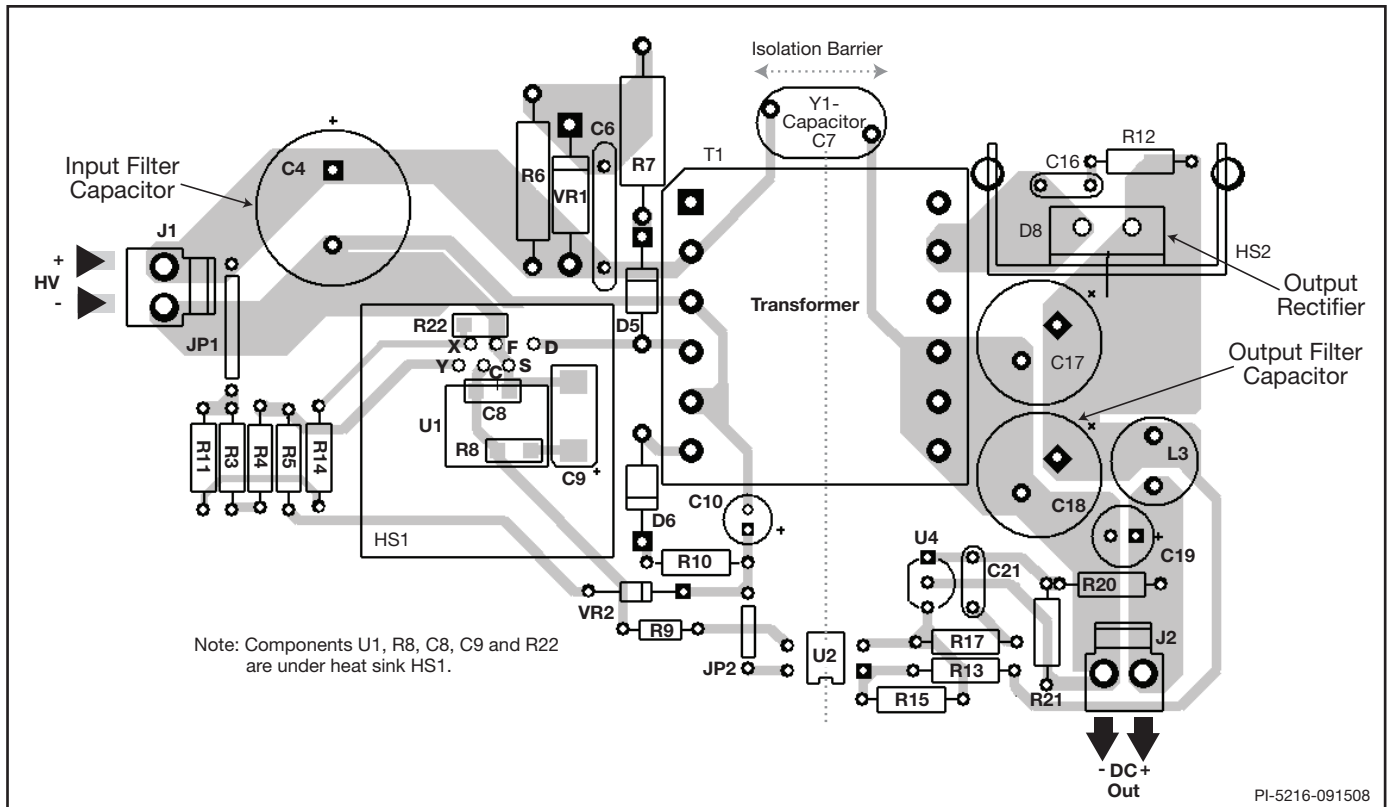 Isolation Barrier
Y1-
Capacitor
C7
C6
R7
T1
R12
C16
Input Filter
Capacitor
C4
+
R6
VR1
J1
+
HV
-
D8
HS2
Output
Rectifier
Transformer
D5
JP1
R22
X F D
Y C S
C17
Output Filter
Capacitor
U1
C8
R8
C9
+
R11
R3
R4
R5
R14
L3
C18
C10
+
HS1
D6
R10
U4
C21
C19
+
R20
VR2
R9
JP2
U2
R17
R13
R15
R21
J2
Note: Components U1, R8, C8, C9 and R22
are under heat sink HS1.
- DC +
Out
PI-5216-091508